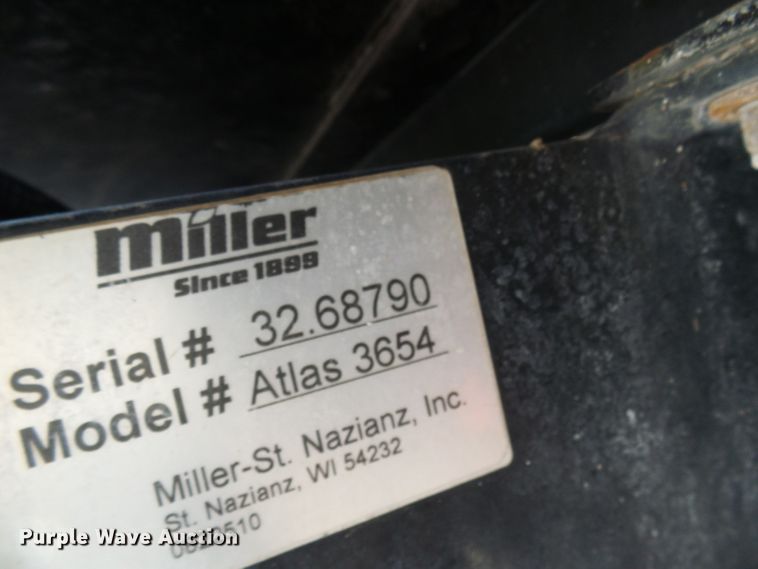 miller
Since 1899
Serial # 32.68790
Model # Atlas 3654
Miller-St. Nazianz, Inc.
St. Nazianz, WI 54232
Purple Wave Auction